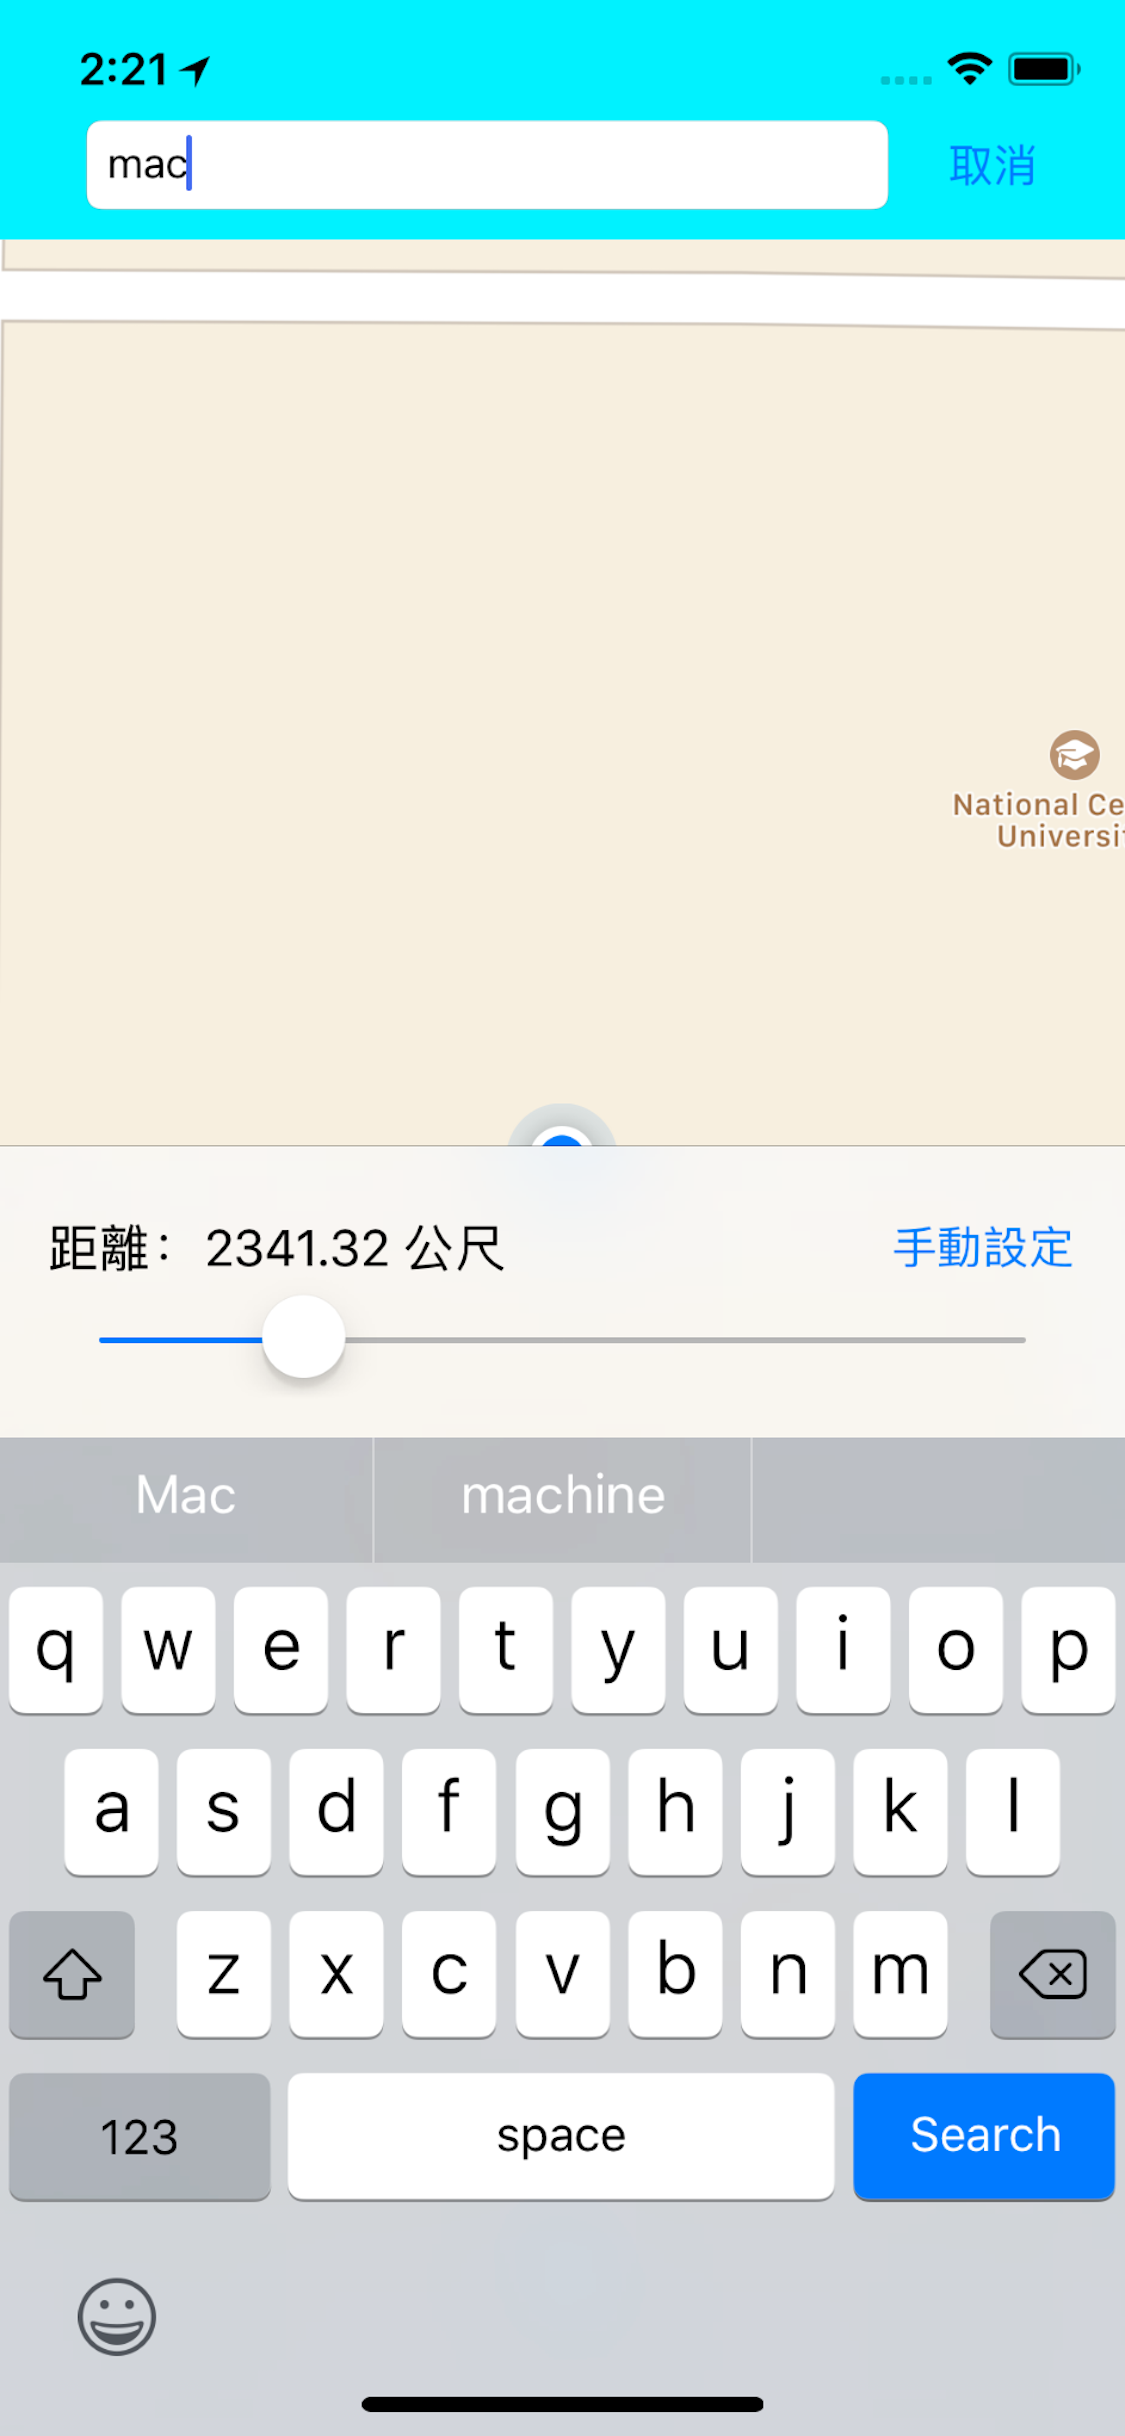 2:21
mac
取消
National Ce
Universi
距離：2341.32 公尺
手動設定
Mac
machine
q w e r t y u i o p
a s d f g h j k l
z x c v b n m
123
space
Search